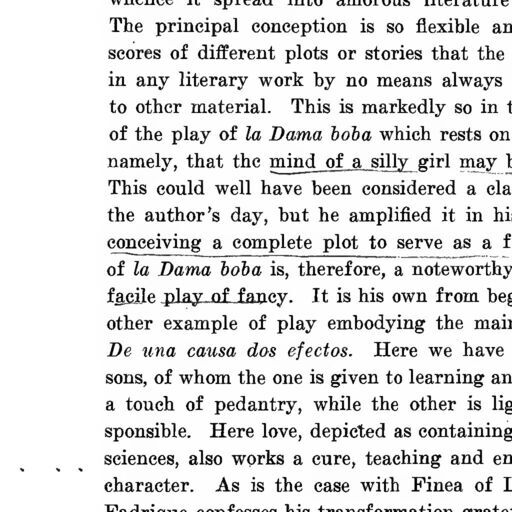 whence it spread into amorous literature
The principal conception is so flexible an
scores of different plots or stories that the
in any literary work by no means always
to other material. This is markedly so in t
of the play of la Dama boba which rests on
namely, that the mind of a silly girl may b
This could well have been considered a cla
the author's day, but he amplified it in his
conceiving a complete plot to serve as a f
of la Dama boba is, therefore, a noteworthy
facile play of fancy. It is his own from beg
other example of play embodying the main
De una causa dos efectos. Here we have
sons, of whom the one is given to learning an
a touch of pedantry, while the other is lig
sponsible. Here love, depicted as containing
sciences, also works a cure, teaching and en
character. As is the case with Finea of L
Fadrique confesses his transformation